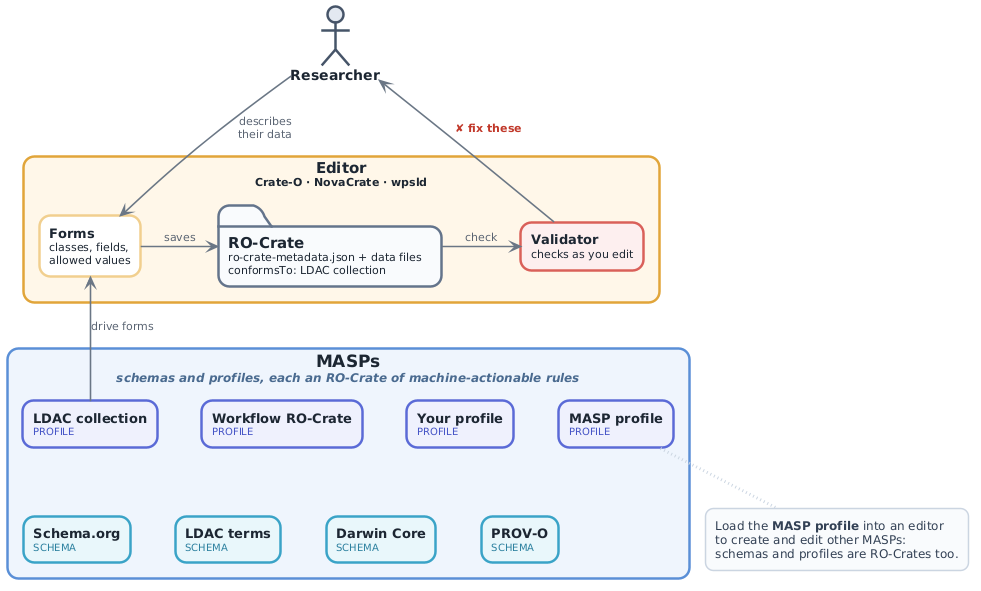 Researcher
describes
their data
✘ fix these
Editor
Crate-O · NovaCrate · wpsld
Forms
classes, fields,
allowed values
saves
RO-Crate
ro-crate-metadata.json + data files
conformsTo: LDAC collection
check
Validator
checks as you edit
drive forms
MASPs
schemas and profiles, each an RO-Crate of machine-actionable rules
LDAC collection
PROFILE
Workflow RO-Crate
PROFILE
Your profile
PROFILE
MASP profile
PROFILE
Schema.org
SCHEMA
LDAC terms
SCHEMA
Darwin Core
SCHEMA
PROV-O
SCHEMA
Load the MASP profile into an editor
to create and edit other MASPs:
schemas and profiles are RO-Crates too.